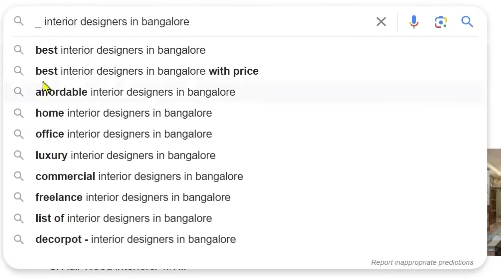 _ interior designers in bangalore
best interior designers in bangalore
best interior designers in bangalore with price
affordable interior designers in bangalore
home interior designers in bangalore
office interior designers in bangalore
luxury interior designers in bangalore
commercial interior designers in bangalore
freelance interior designers in bangalore
list of interior designers in bangalore
decorpot - interior designers in bangalore
Report inappropriate predictions